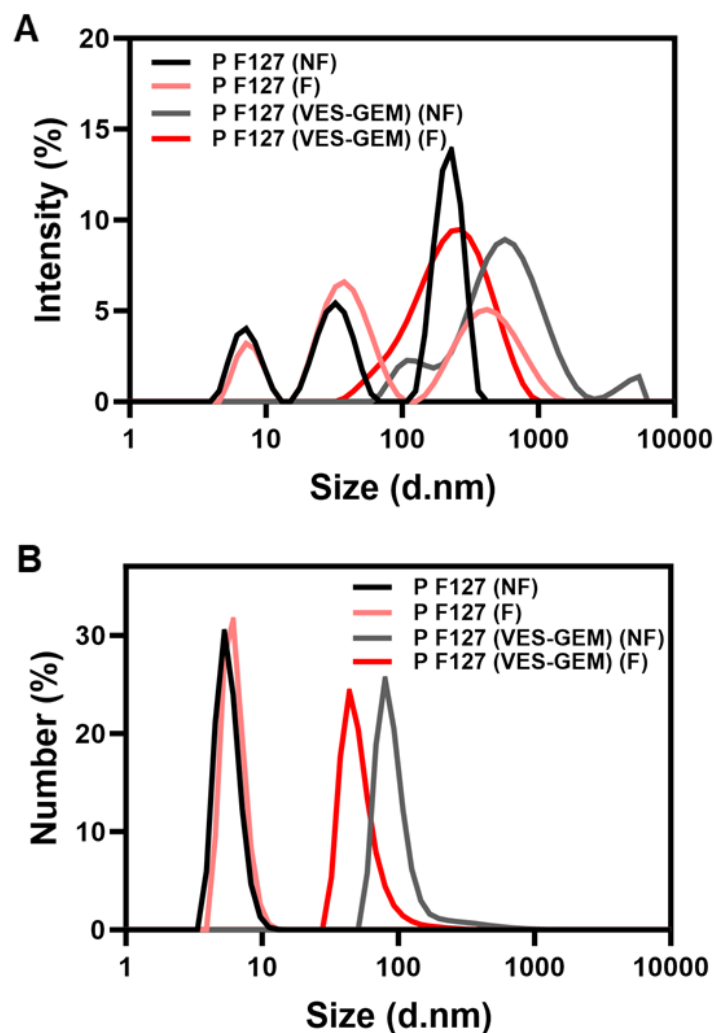 A
20
15
10
5
0
Intensity (%)
P F127 (NF)
P F127 (F)
P F127 (VES-GEM) (NF)
P F127 (VES-GEM) (F)
1 10 100 1000 10000
Size (d.nm)
B
30
20
10
0
Number (%)
P F127 (NF)
P F127 (F)
P F127 (VES-GEM) (NF)
P F127 (VES-GEM) (F)
1 10 100 1000 10000
Size (d.nm)